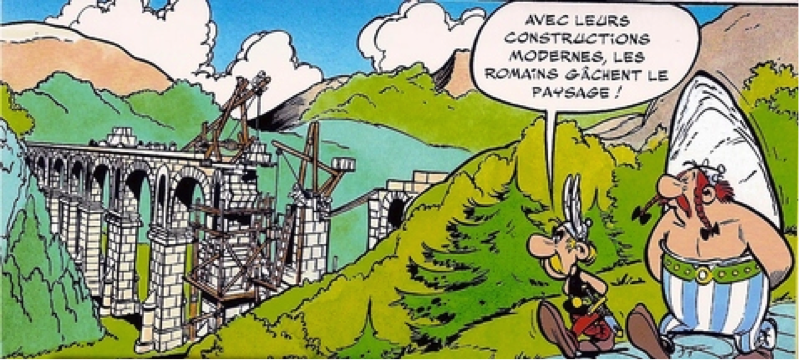 AVEC LEURS
CONSTRUCTIONS
MODERNES, LES
ROMAINS GÂCHENT LE
PAYSAGE !